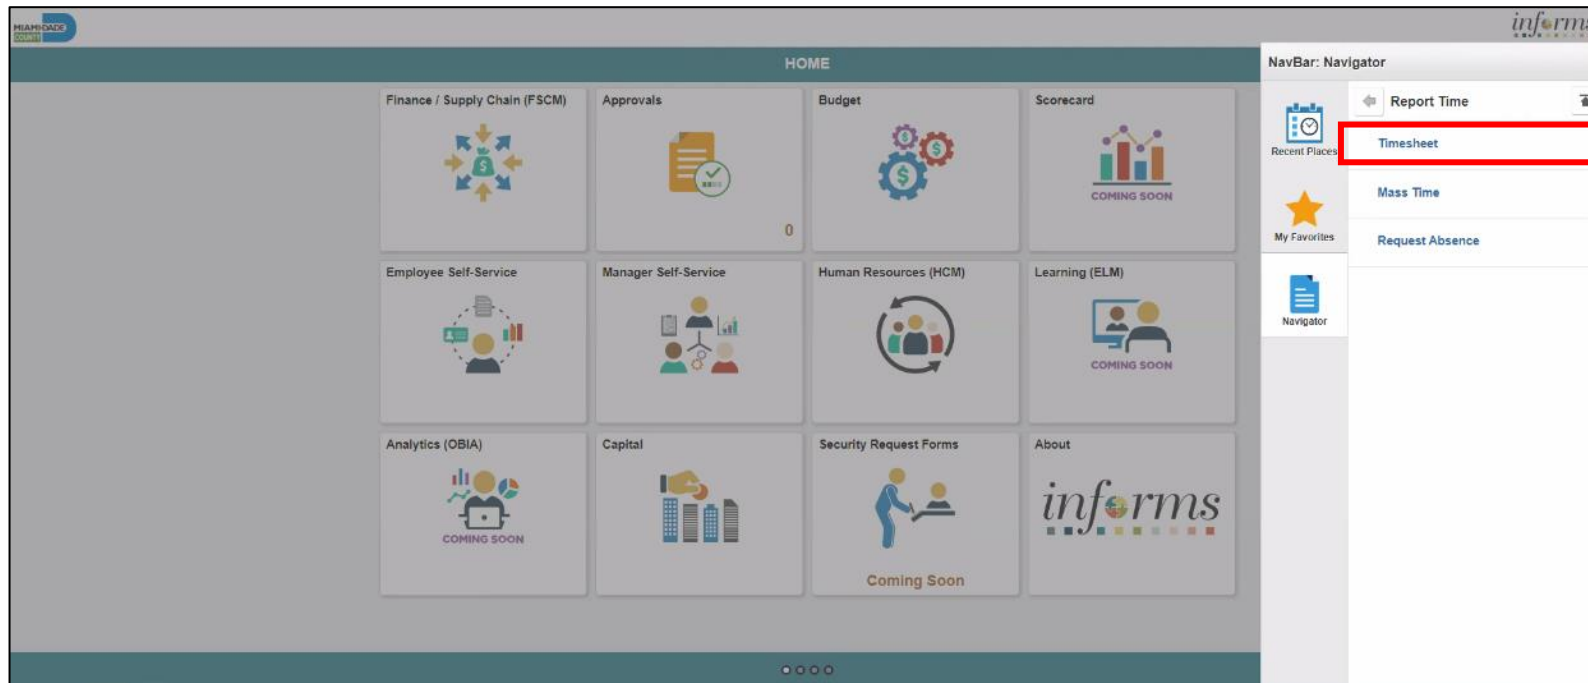 MIAMI-DADE
COUNTY
informs
HOME
NavBar: Navigator
Finance / Supply Chain (FSCM)
Approvals
Budget
Scorecard
COMING SOON
0
Employee Self-Service
Manager Self-Service
Human Resources (HCM)
Learning (ELM)
COMING SOON
Analytics (OBIA)
Capital
Security Request Forms
About
COMING SOON
informs
Coming Soon
Recent Places
My Favorites
Navigator
Report Time
Timesheet
Mass Time
Request Absence